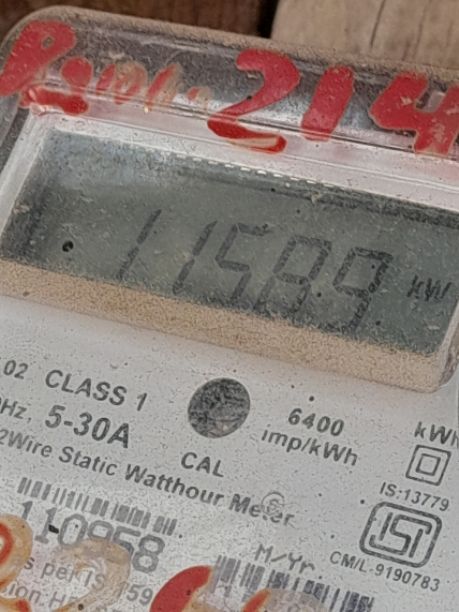 214
11589 kW
02 CLASS 1
Hz, 5-30A
6400
imp/kWh
kWh
2Wire Static Watthour Meter
CAL
IS:13779
110958
M/Yr
CM/L-9190783